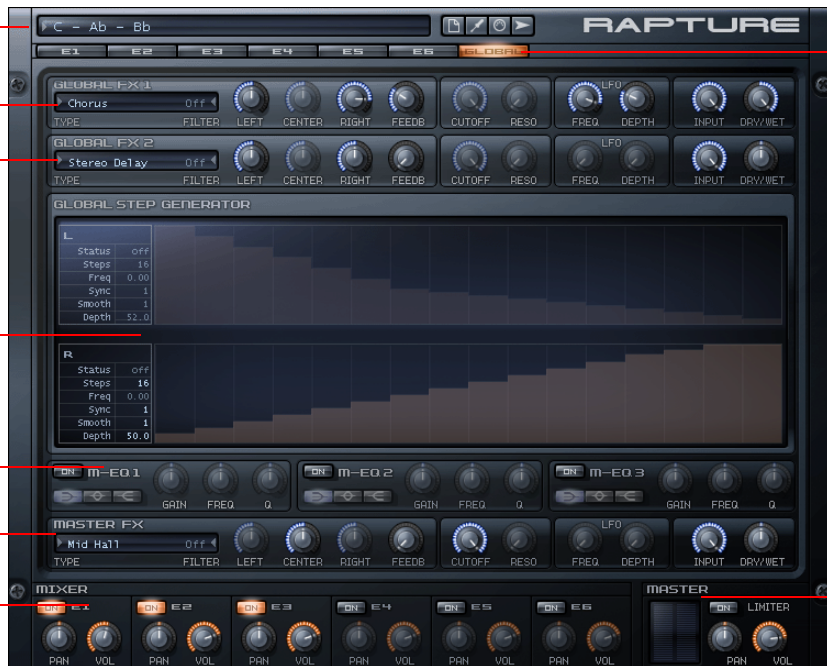 C - Ab - Bb
RAPTURE
E1 E2 E3 E4 E5 E6 GLOBAL
GLOBAL FX 1
LFO
Chorus Off
TYPE FILTER LEFT CENTER RIGHT FEEDB CUTOFF RESO FREQ DEPTH INPUT DRY/WET
GLOBAL FX 2
LFO
Stereo Delay Off
TYPE FILTER LEFT CENTER RIGHT FEEDB CUTOFF RESO FREQ DEPTH INPUT DRY/WET
GLOBAL STEP GENERATOR
L
Status off
Steps 16
Freq 0.00
Sync 1
Smooth 1
Depth 52.0
R
Status off
Steps 16
Freq 0.00
Sync 1
Smooth 1
Depth 50.0
ON M-EQ 1 ON M-EQ 2 ON M-EQ 3
GAIN FREQ Q GAIN FREQ Q GAIN FREQ Q
MASTER FX
LFO
Mid Hall Off
TYPE FILTER LEFT CENTER RIGHT FEEDB CUTOFF RESO FREQ DEPTH INPUT DRY/WET
MIXER MASTER
ON E1 ON E2 ON E3 ON E4 ON E5 ON E6 ON LIMITER
PAN VOL PAN VOL PAN VOL PAN VOL PAN VOL PAN VOL PAN VOL